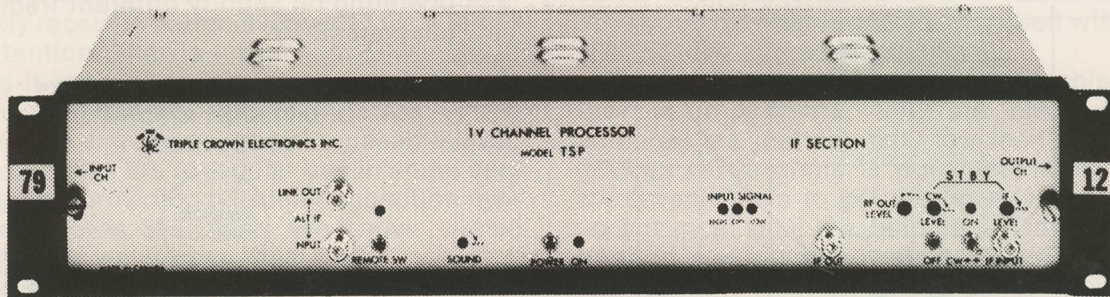 TRIPLE CROWN ELECTRONICS INC.
TV CHANNEL PROCESSOR
MODEL TSP
IF SECTION
INPUT
CH
79
OUTPUT
CH
12
LINK OUT
ALT IF
INPUT
REMOTE SW
SOUND
POWER ON
INPUT SIGNAL
IF OUT
STBY
RF OUT
LEVEL
CW
LEVEL
ON
IF
LEVEL
OFF CW IF INPUT